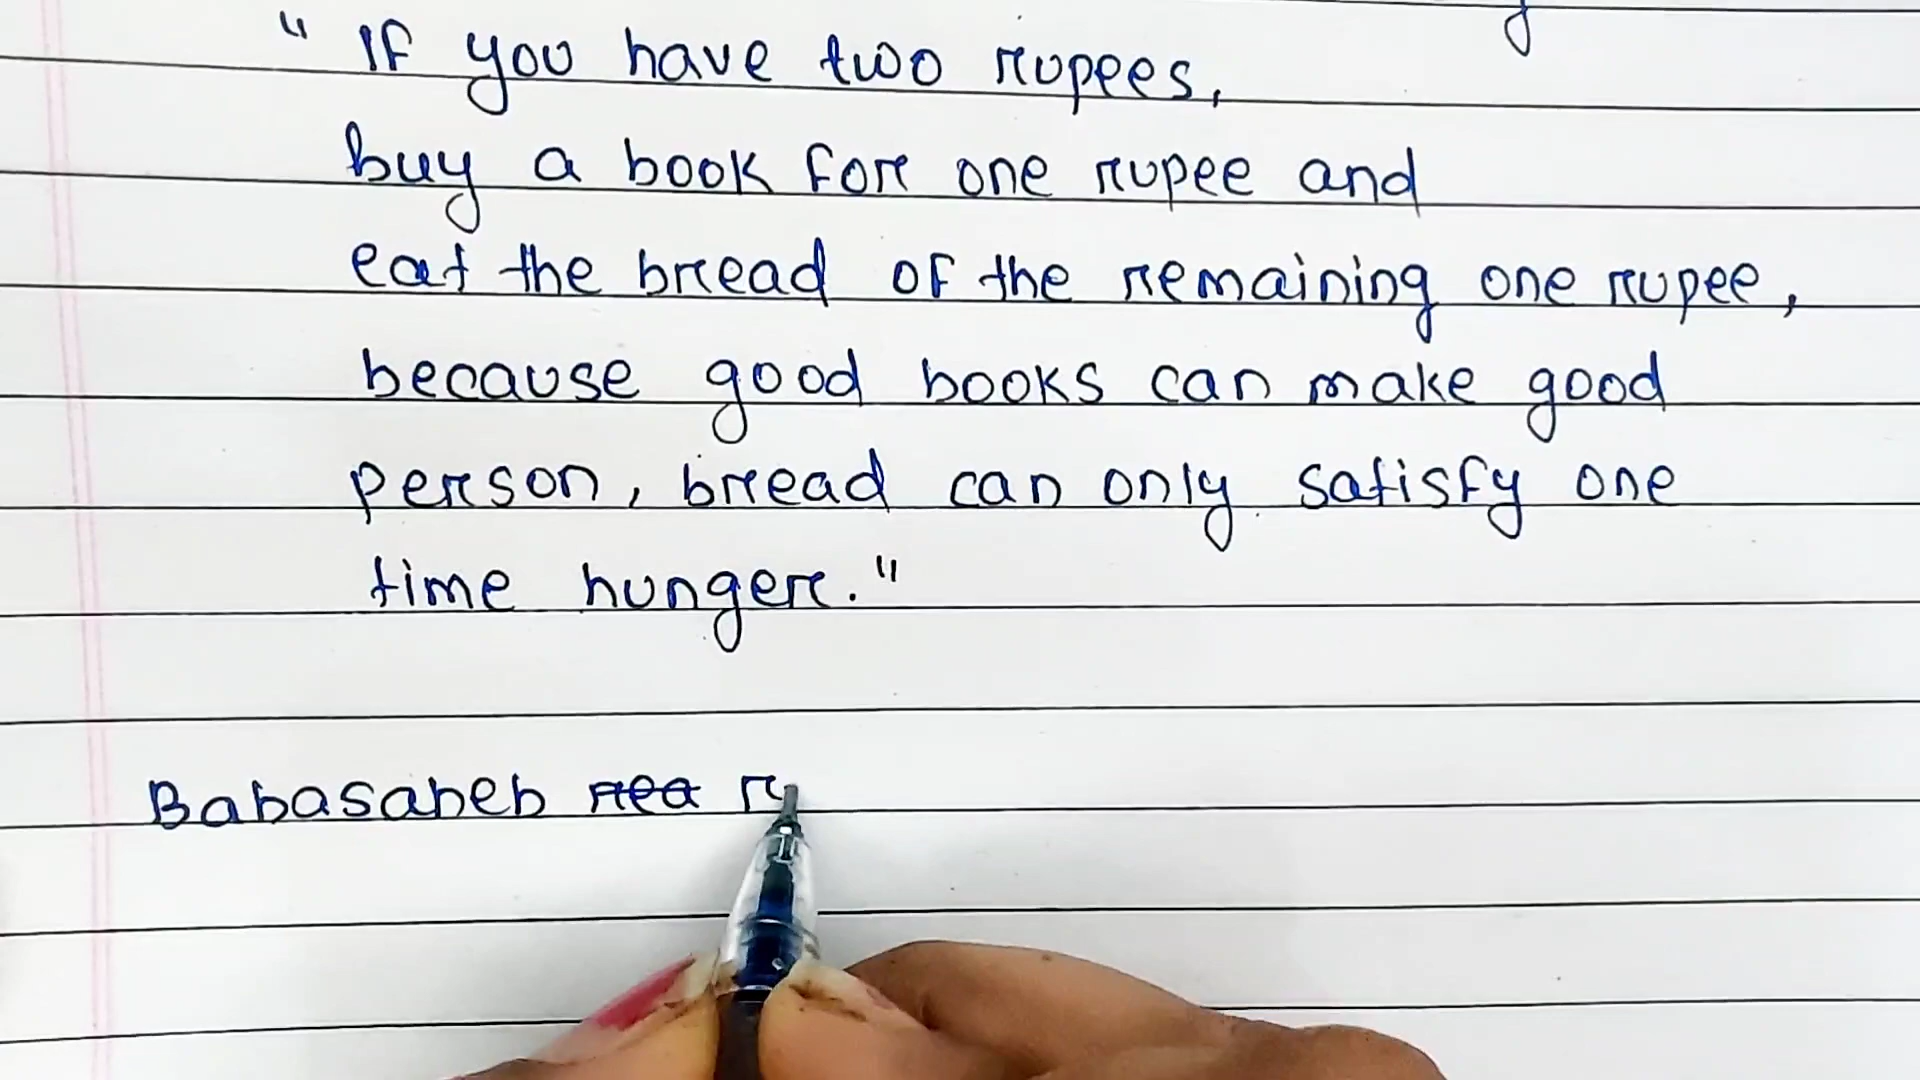 " If you have two rupees,
buy a book for one rupee and
eat the bread of the remaining one rupee,
because good books can make good
person, bread can only satisfy one
time hunger."
Babasaheb